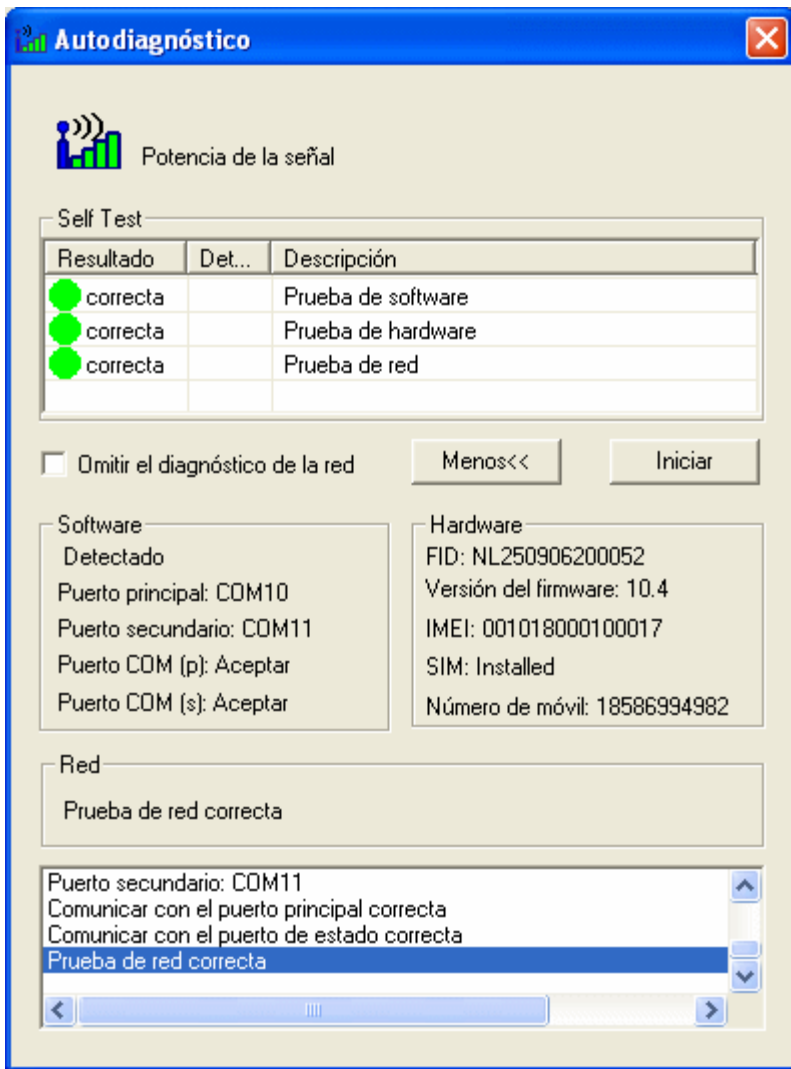 Autodiagnóstico
Potencia de la señal
Self Test
Resultado Det... Descripción
correcta Prueba de software
correcta Prueba de hardware
correcta Prueba de red
Omitir el diagnóstico de la red Menos<< Iniciar
Software
Detectado
Puerto principal: COM10
Puerto secundario: COM11
Puerto COM (p): Aceptar
Puerto COM (s): Aceptar
Hardware
FID: NL250906200052
Versión del firmware: 10.4
IMEI: 001018000100017
SIM: Installed
Número de móvil: 18586994982
Red
Prueba de red correcta
Puerto secundario: COM11
Comunicar con el puerto principal correcta
Comunicar con el puerto de estado correcta
Prueba de red correcta